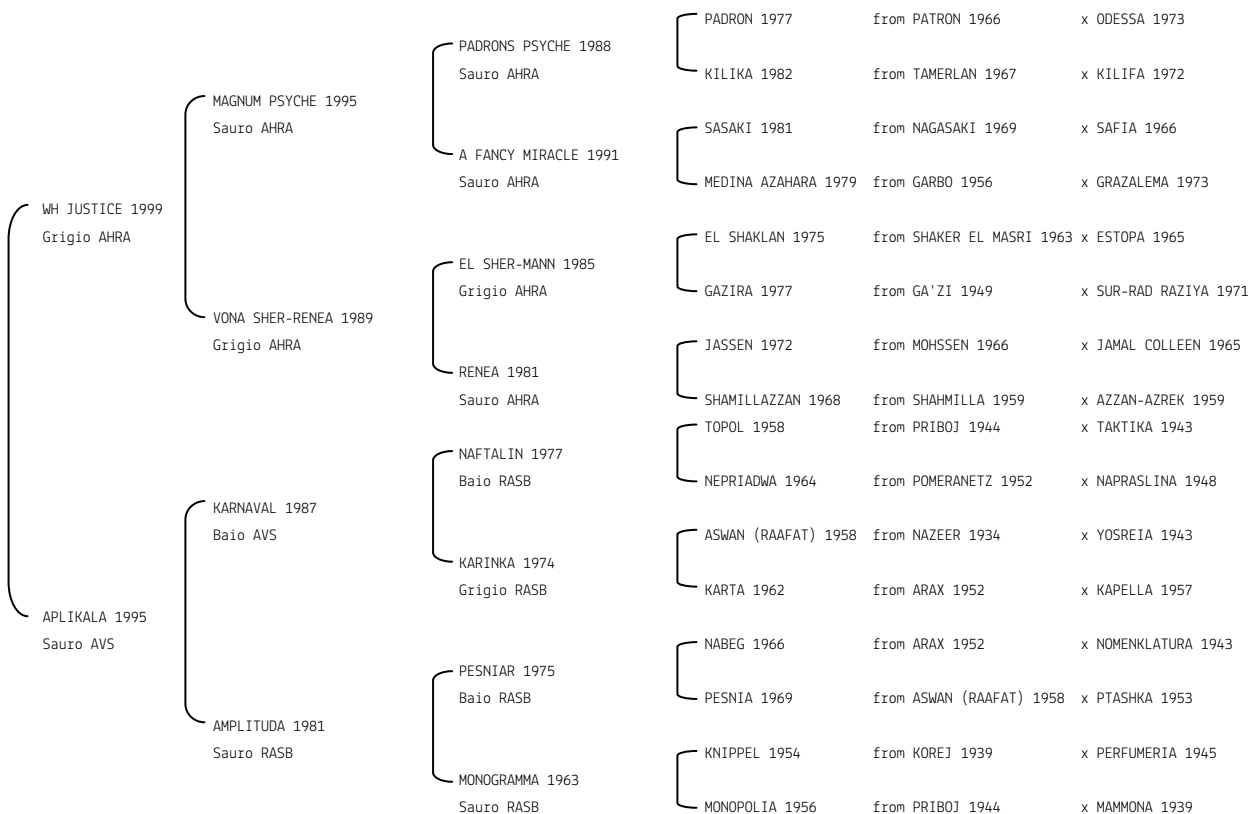 PADRON 1977 from PATRON 1966 x ODESSA 1973
PADRONS PSYCHE 1988
Sauro AHRA
KILIKA 1982 from TAMERLAN 1967 x KILIFA 1972
MAGNUM PSYCHE 1995
Sauro AHRA
SASAKI 1981 from NAGASAKI 1969 x SAFIA 1966
A FANCY MIRACLE 1991
Sauro AHRA
MEDINA AZAHARA 1979 from GARBO 1956 x GRAZALEMA 1973
WH JUSTICE 1999
Grigio AHRA
EL SHAKLAN 1975 from SHAKER EL MASRI 1963 x ESTOPA 1965
EL SHER-MANN 1985
Grigio AHRA
GAZIRA 1977 from GA'ZI 1949 x SUR-RAD RAZIYA 1971
VONA SHER-RENEA 1989
Grigio AHRA
JASSEN 1972 from MOHSSEN 1966 x JAMAL COLLEEN 1965
RENEA 1981
Sauro AHRA
SHAMILLAZZAN 1968 from SHAHMILLA 1959 x AZZAN-AZREK 1959
TOPOL 1958 from PRIBOJ 1944 x TAKTIKA 1943
NAFTALIN 1977
Baio RASB
NEPRIADWA 1964 from POMERANETZ 1952 x NAPRASLINA 1948
KARNAVAL 1987
Baio AVS
ASWAN (RAAFAT) 1958 from NAZEER 1934 x YOSREIA 1943
KARINKA 1974
Grigio RASB
KARTA 1962 from ARAX 1952 x KAPELLA 1957
APLIKALA 1995
Sauro AVS
NABEG 1966 from ARAX 1952 x NOMENKLATURA 1943
PESNIAR 1975
Baio RASB
PESNIA 1969 from ASWAN (RAAFAT) 1958 x PTASHKA 1953
AMPLITUDA 1981
Sauro RASB
KNIPPEL 1954 from KOREJ 1939 x PERFUMERIA 1945
MONOGRAMMA 1963
Sauro RASB
MONOPOLIA 1956 from PRIBOJ 1944 x MAMMONA 1939